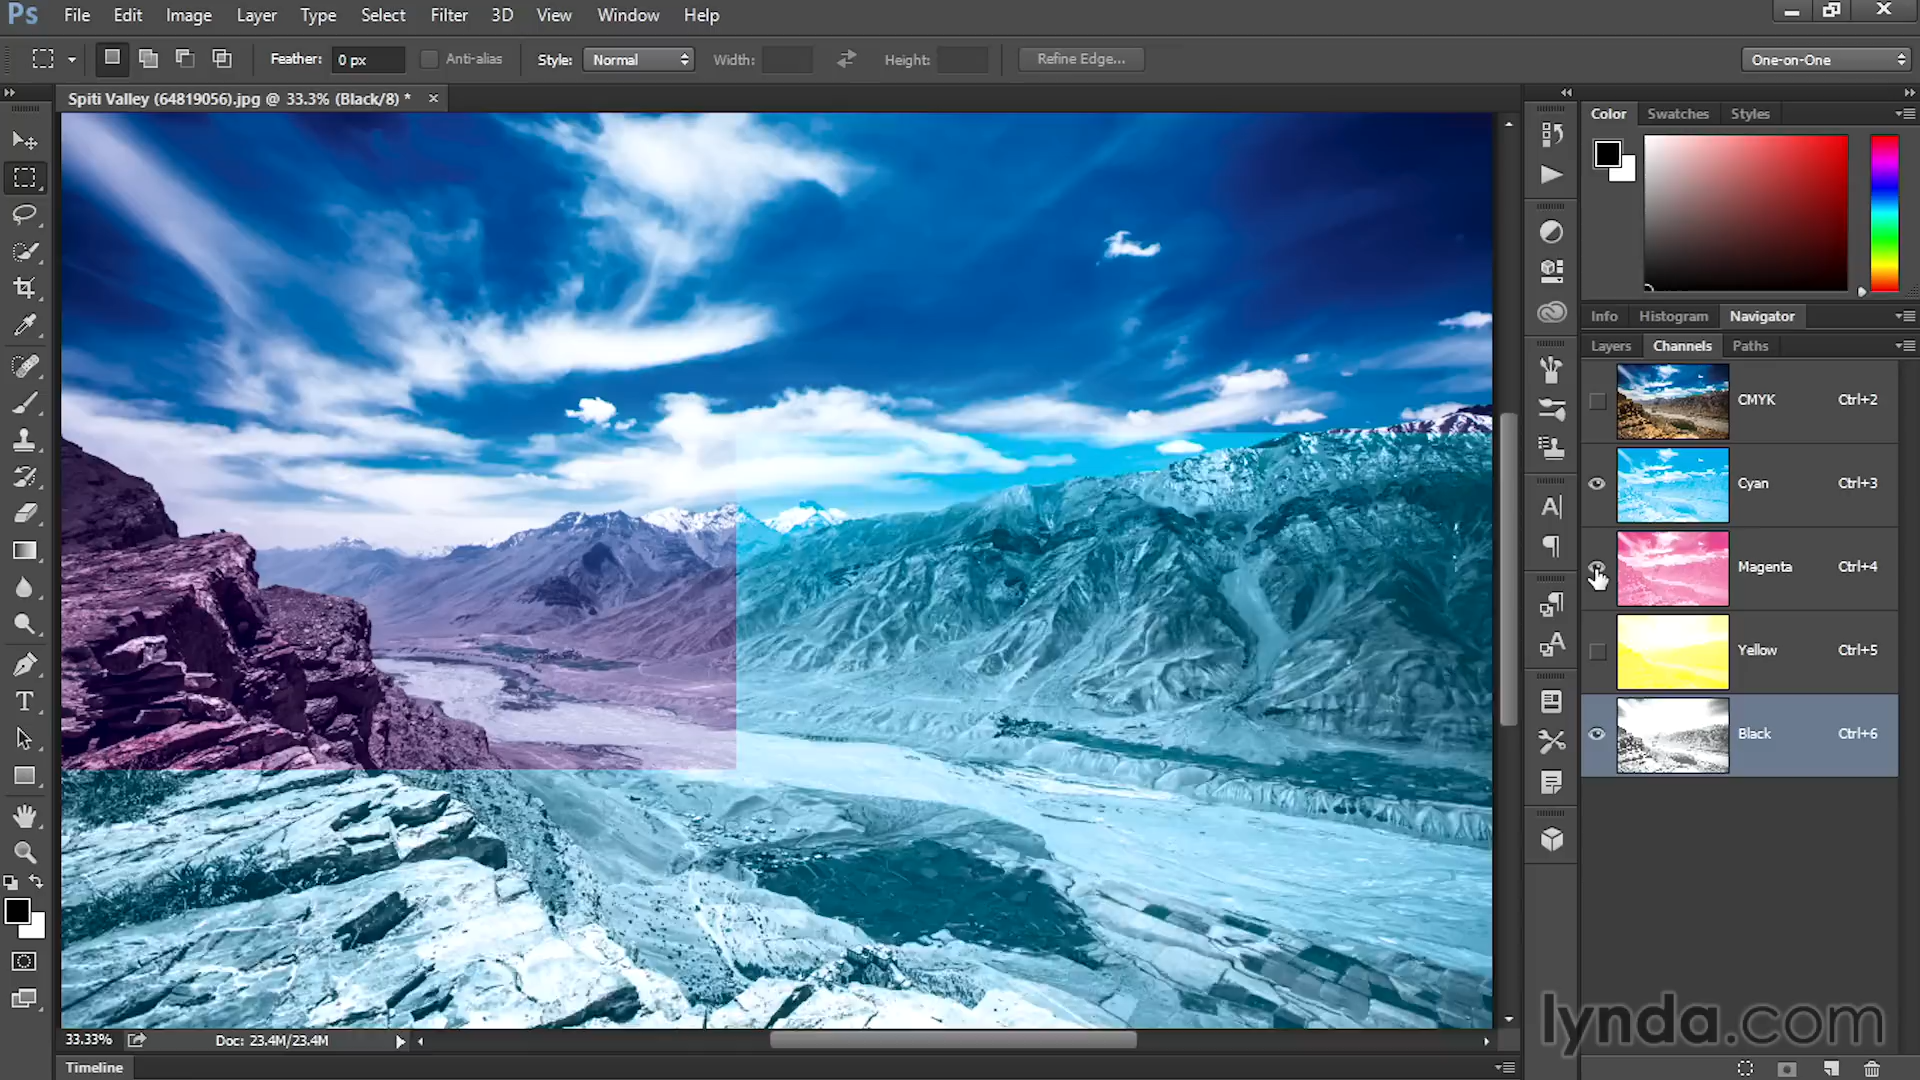 Ps File Edit Image Layer Type Select Filter 3D View Window Help
Feather: 0 px Anti-alias Style: Normal Width: Height: Refine Edge... One-on-One
Spiti Valley (64819056).jpg @ 33.3% (Black/8) * ×
Color Swatches Styles
Info Histogram Navigator
Layers Channels Paths
CMYK Ctrl+2
Cyan Ctrl+3
Magenta Ctrl+4
Yellow Ctrl+5
Black Ctrl+6
lynda.com
33.33% Doc: 23.4M/23.4M
Timeline